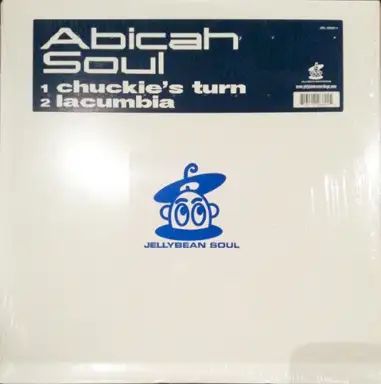 Abicah
Soul
1 chuckie's turn
2 lacumbia
JELLYBEAN SOUL